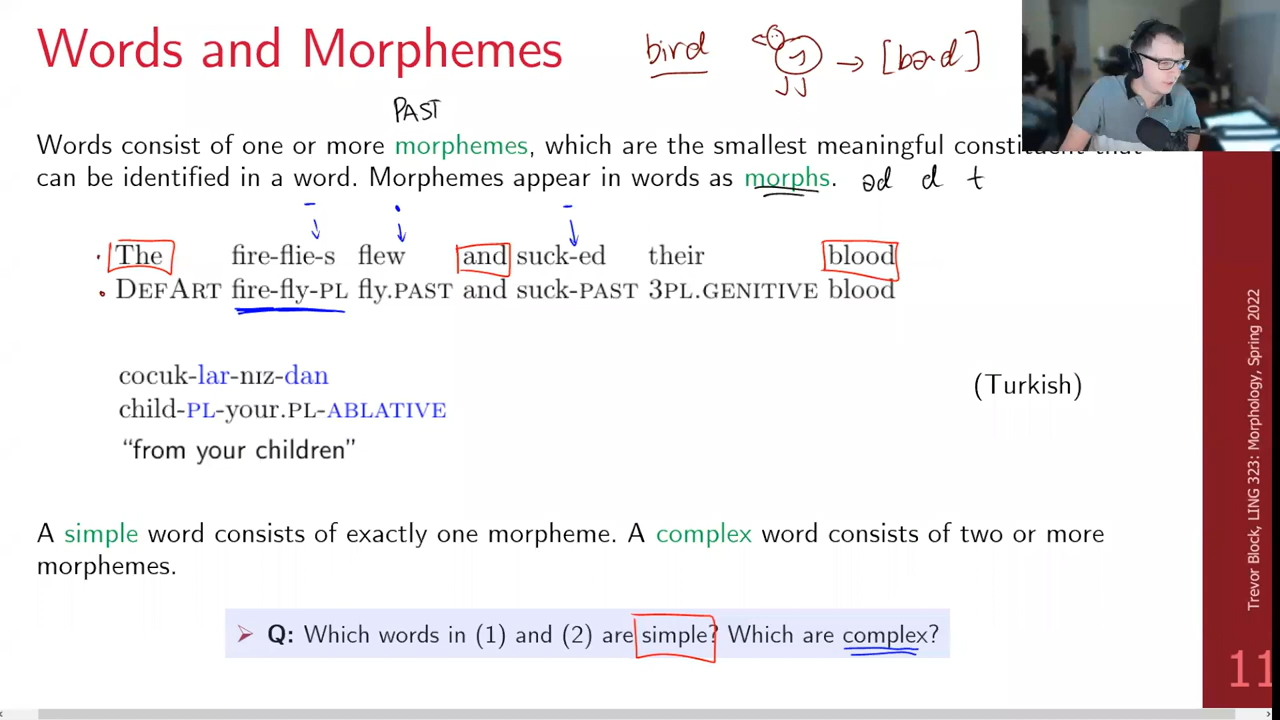 Words and Morphemes
bird → [bɚd]
PAST
Words consist of one or more morphemes, which are the smallest meaningful constituent that
can be identified in a word. Morphemes appear in words as morphs. əd d t
The fire-flie-s flew and suck-ed their blood
DEFART fire-fly-PL fly.PAST and suck-PAST 3PL.GENITIVE blood
cocuk-lar-nız-dan
(Turkish)
child-PL-your.PL-ABLATIVE
“from your children”
A simple word consists of exactly one morpheme. A complex word consists of two or more
morphemes.
➢ Q: Which words in (1) and (2) are simple? Which are complex?
Trevor Block, LING 323: Morphology, Spring 2022
11